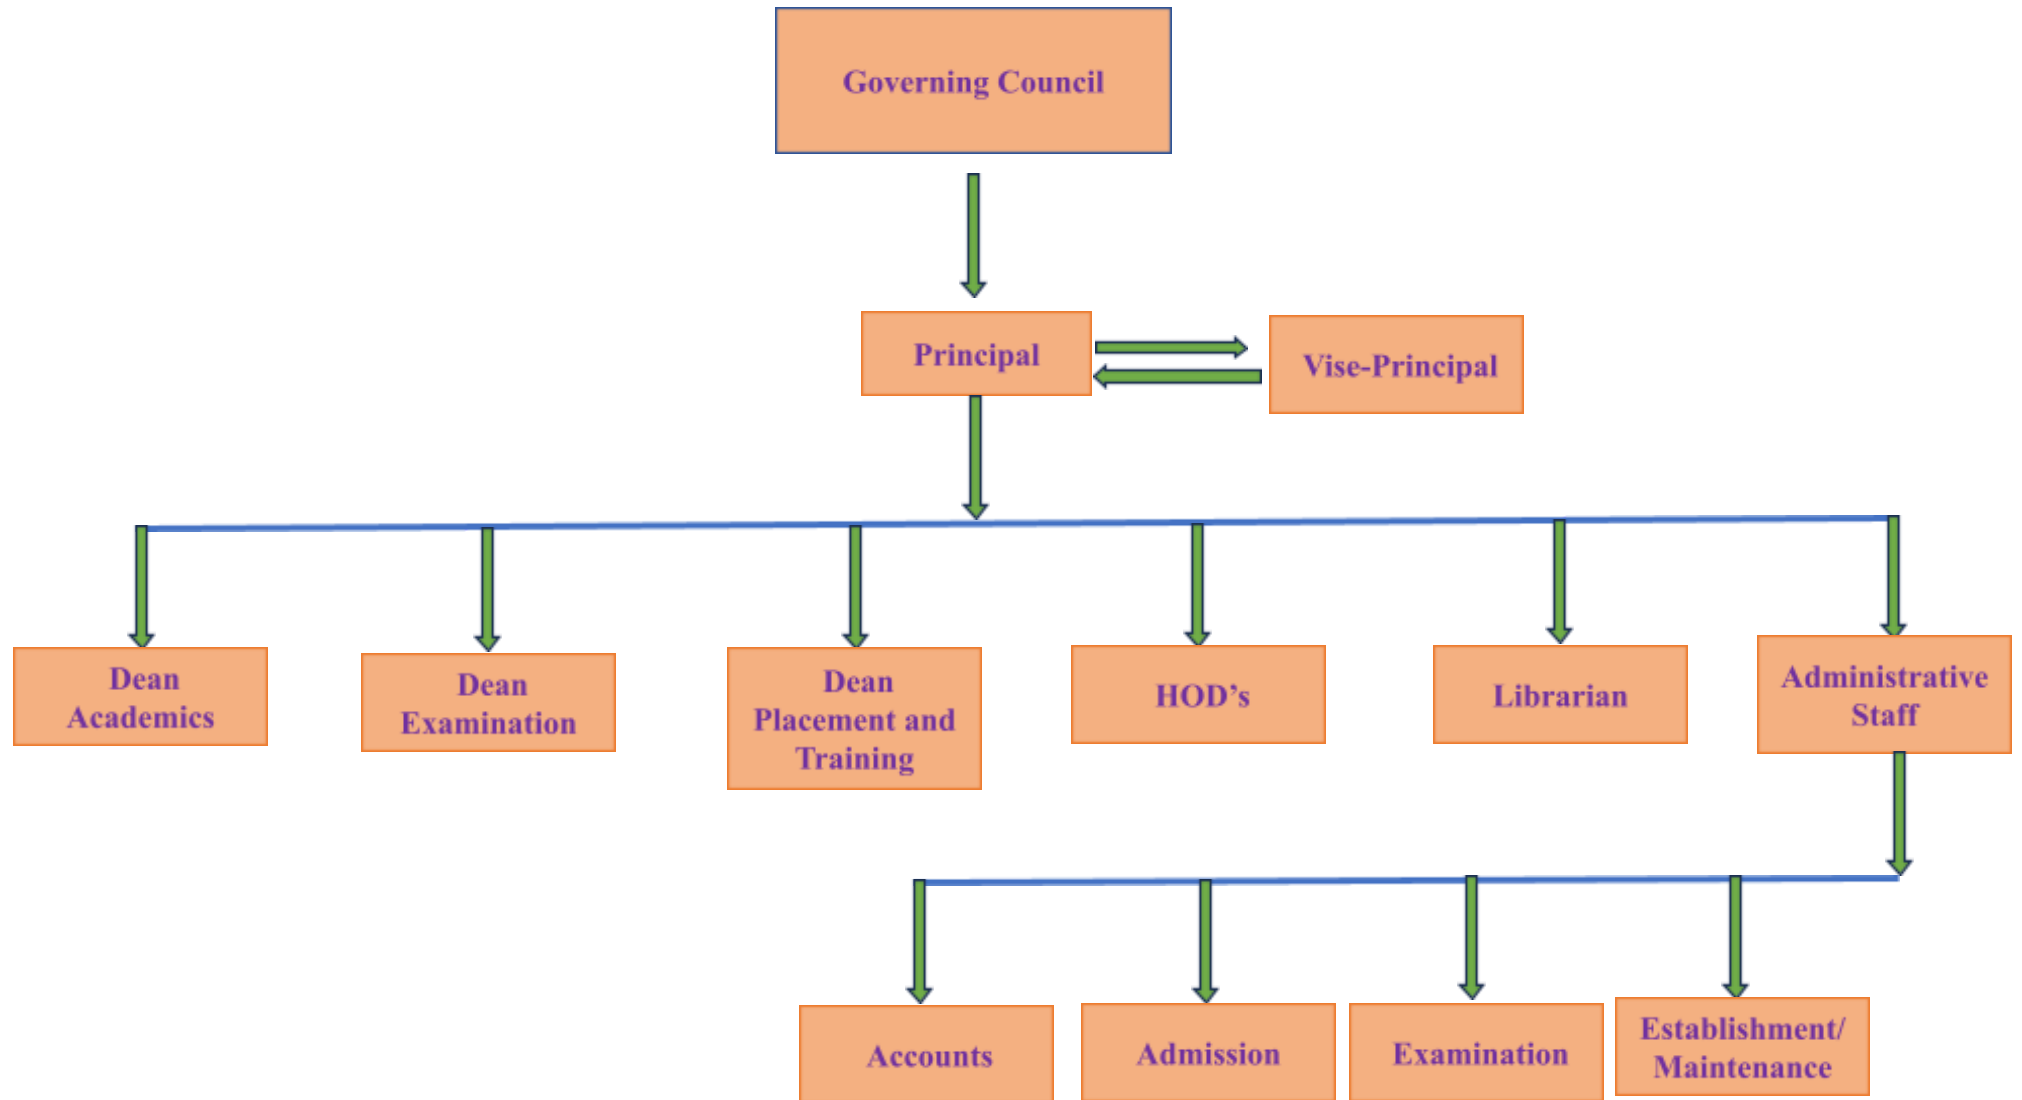 Governing Council
Principal
Vise-Principal
Dean
Academics
Dean
Examination
Dean
Placement and
Training
HOD’s
Librarian
Administrative
Staff
Accounts
Admission
Examination
Establishment/
Maintenance